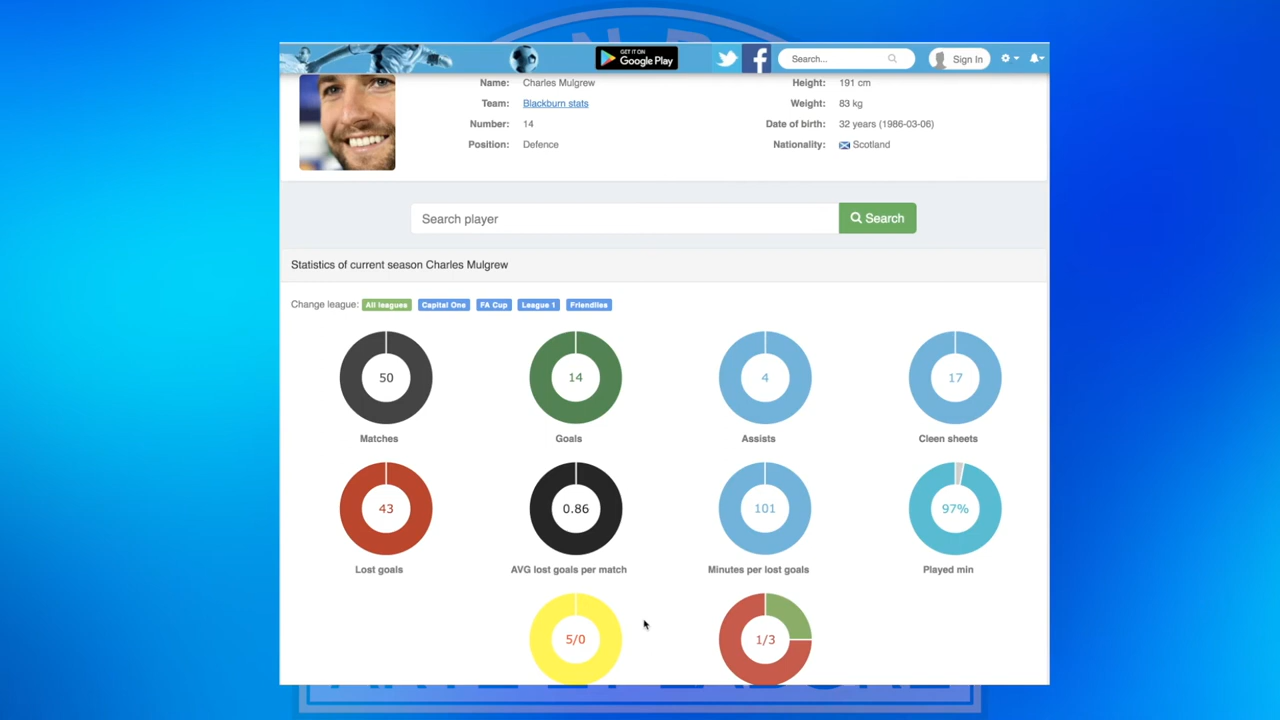 GET IT ON
Google Play
Search...
Sign In
Name: Charles Mulgrew
Height: 191 cm
Team: Blackburn stats
Weight: 83 kg
Number: 14
Date of birth: 32 years (1986-03-06)
Position: Defence
Nationality: Scotland
Search player
Search
Statistics of current season Charles Mulgrew
Change league: All leagues Capital One FA Cup League 1 Friendlies
50 14 4 17
Matches Goals Assists Cleen sheets
43 0.86 101 97%
Lost goals AVG lost goals per match Minutes per lost goals Played min
5/0 1/3